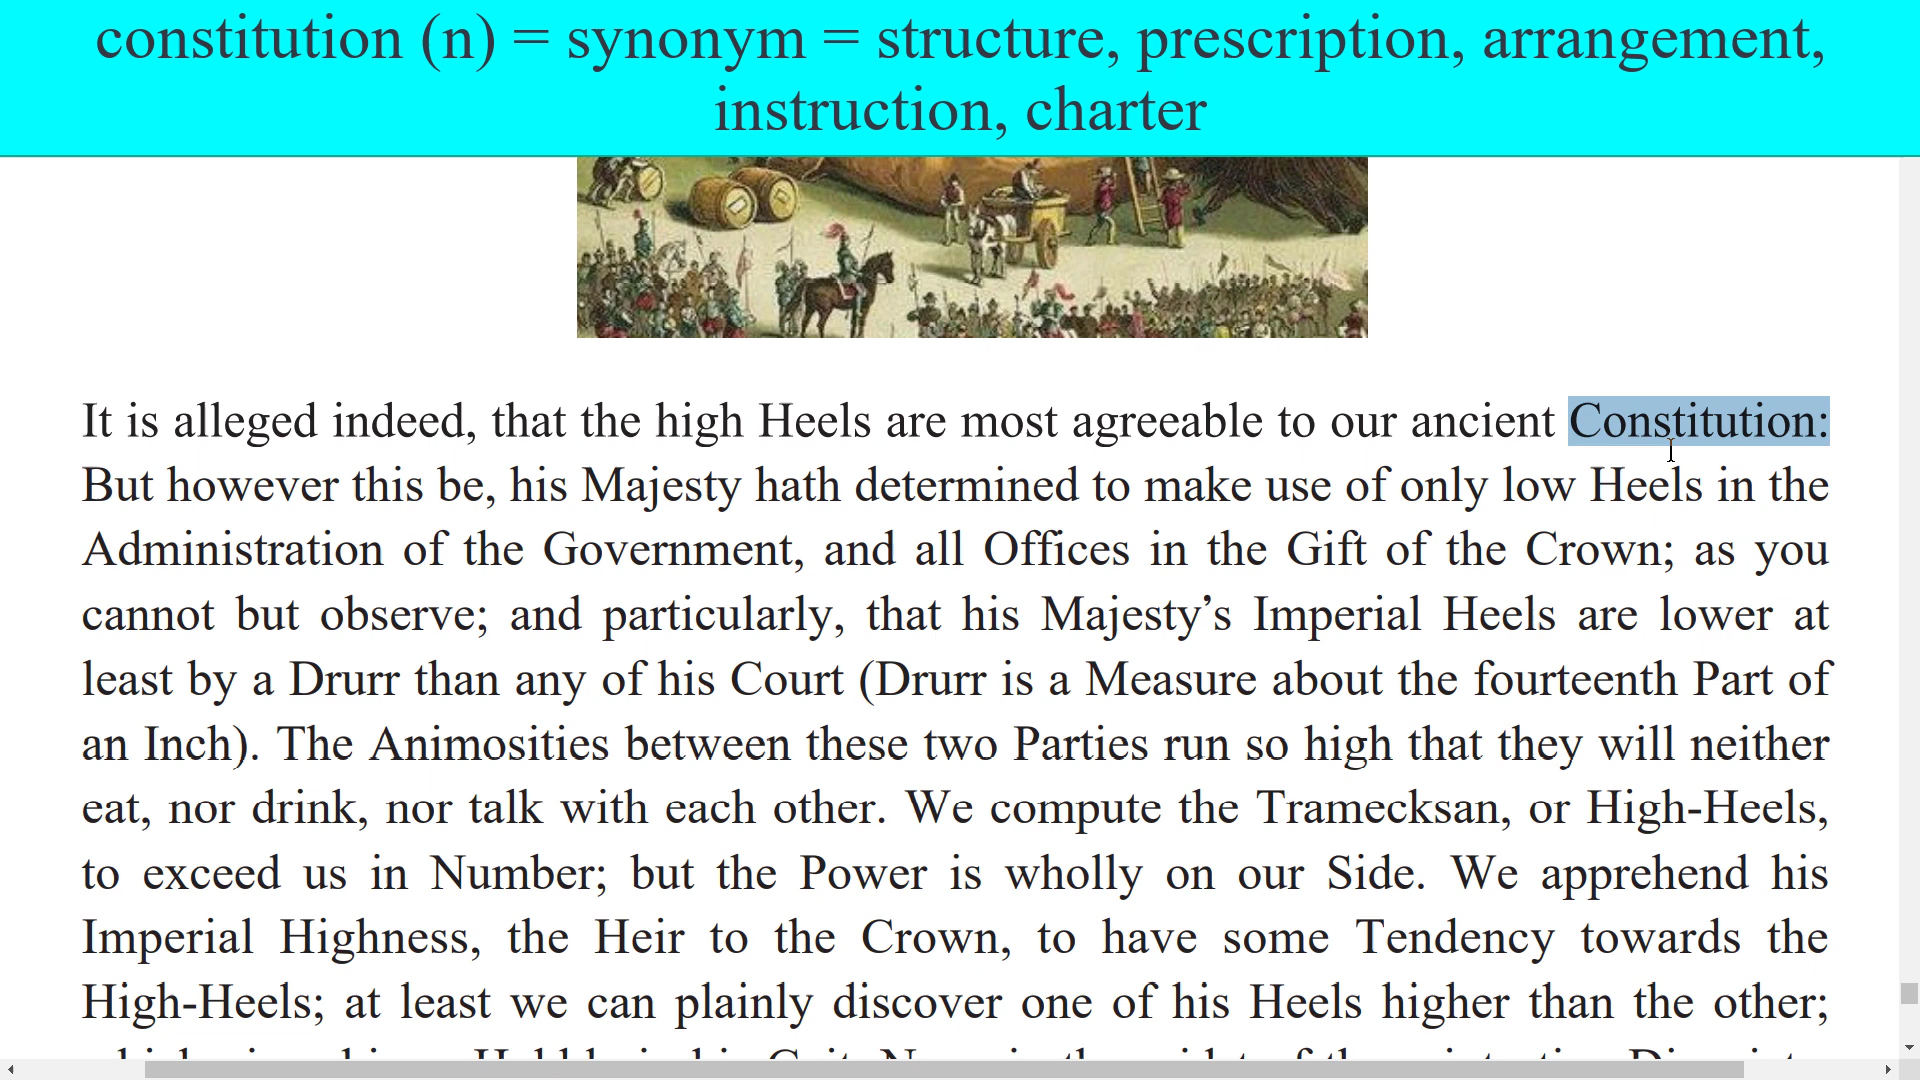 constitution (n) = synonym = structure, prescription, arrangement,
instruction, charter
It is alleged indeed, that the high Heels are most agreeable to our ancient Constitution:
But however this be, his Majesty hath determined to make use of only low Heels in the
Administration of the Government, and all Offices in the Gift of the Crown; as you
cannot but observe; and particularly, that his Majesty’s Imperial Heels are lower at
least by a Drurr than any of his Court (Drurr is a Measure about the fourteenth Part of
an Inch). The Animosities between these two Parties run so high that they will neither
eat, nor drink, nor talk with each other. We compute the Tramecksan, or High-Heels,
to exceed us in Number; but the Power is wholly on our Side. We apprehend his
Imperial Highness, the Heir to the Crown, to have some Tendency towards the
High-Heels; at least we can plainly discover one of his Heels higher than the other;